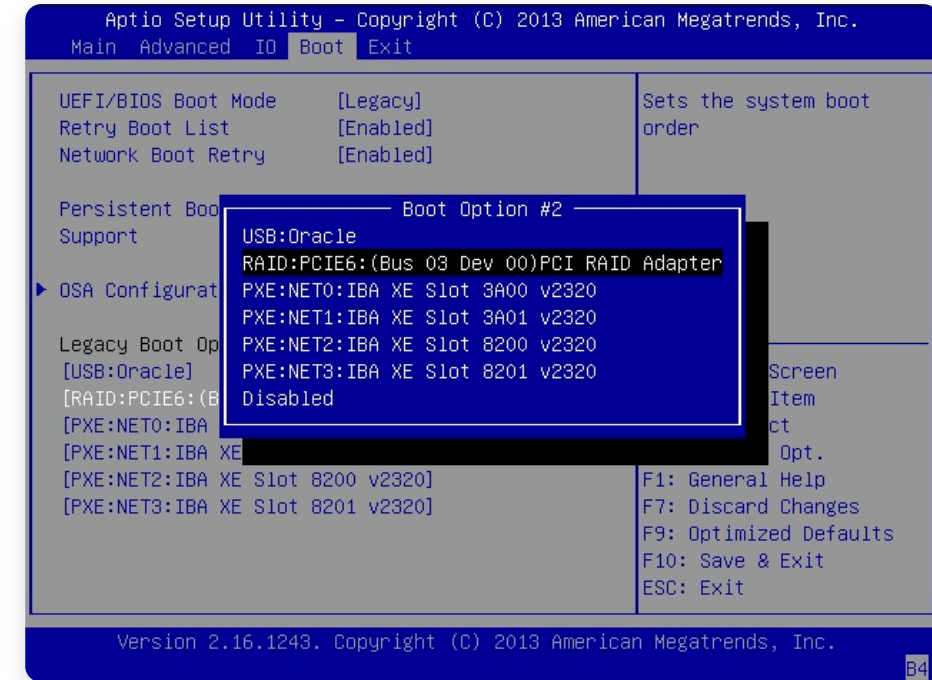 Aptio Setup Utility – Copyright (C) 2013 American Megatrends, Inc.
Main Advanced IO Boot Exit
UEFI/BIOS Boot Mode [Legacy]
Retry Boot List [Enabled]
Network Boot Retry [Enabled]
Persistent Boo
Support
▶ OSA Configurat
Legacy Boot Op
[USB:Oracle]
[RAID:PCIE6:(B
[PXE:NET0:IBA
[PXE:NET1:IBA XE
[PXE:NET2:IBA XE Slot 8200 v2320]
[PXE:NET3:IBA XE Slot 8201 v2320]
Boot Option #2
USB:Oracle
RAID:PCIE6:(Bus 03 Dev 00)PCI RAID Adapter
PXE:NET0:IBA XE Slot 3A00 v2320
PXE:NET1:IBA XE Slot 3A01 v2320
PXE:NET2:IBA XE Slot 8200 v2320
PXE:NET3:IBA XE Slot 8201 v2320
Disabled
Sets the system boot
order
Screen
Item
ct
Opt.
F1: General Help
F7: Discard Changes
F9: Optimized Defaults
F10: Save & Exit
ESC: Exit
Version 2.16.1243. Copyright (C) 2013 American Megatrends, Inc.
B4